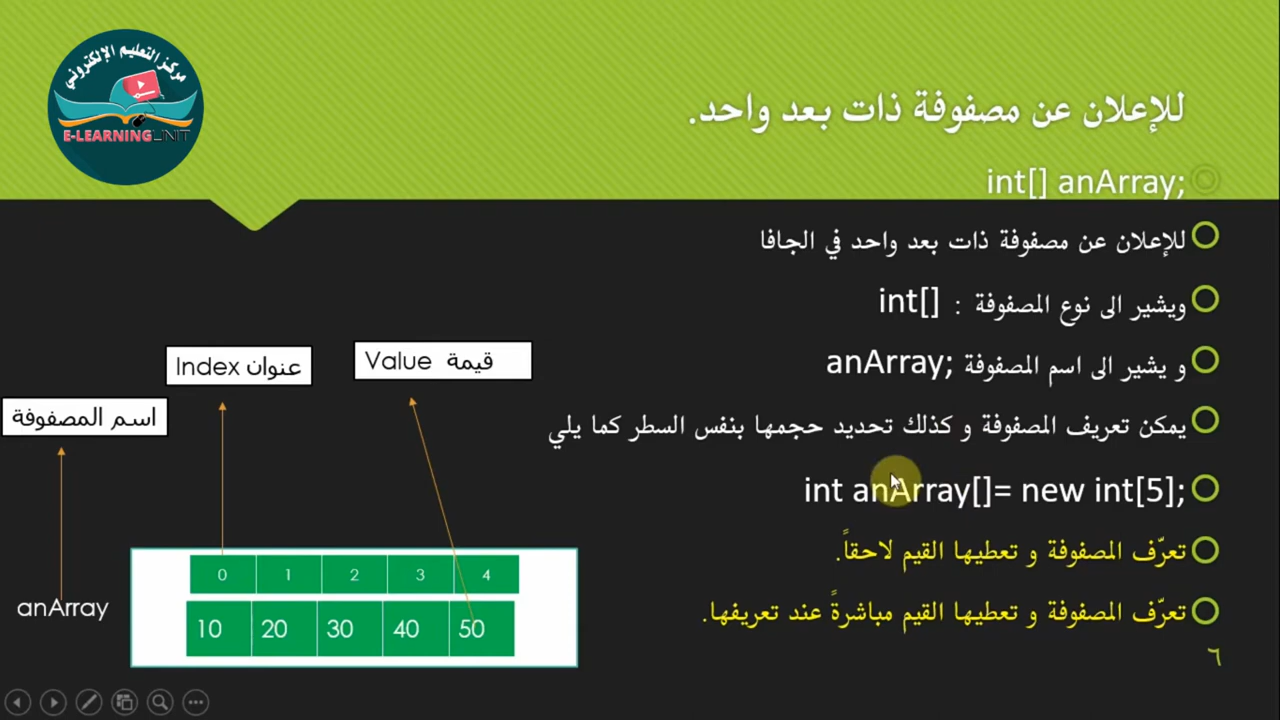 مركز التعليم الإلكتروني
E-LEARNING UNIT
للإعلان عن مصفوفة ذات بعد واحد.
int[] anArray;
للإعلان عن مصفوفة ذات بعد واحد في الجافا
ويشير الى نوع المصفوفة : int[]
و يشير الى اسم المصفوفة anArray;
يمكن تعريف المصفوفة و كذلك تحديد حجمها بنفس السطر كما يلي
int anArray[]= new int[5];
تعرّف المصفوفة و تعطيها القيم لاحقاً.
تعرّف المصفوفة و تعطيها القيم مباشرةً عند تعريفها.
٦
قيمة Value
عنوان Index
اسم المصفوفة
anArray
0 1 2 3 4
10 20 30 40 50